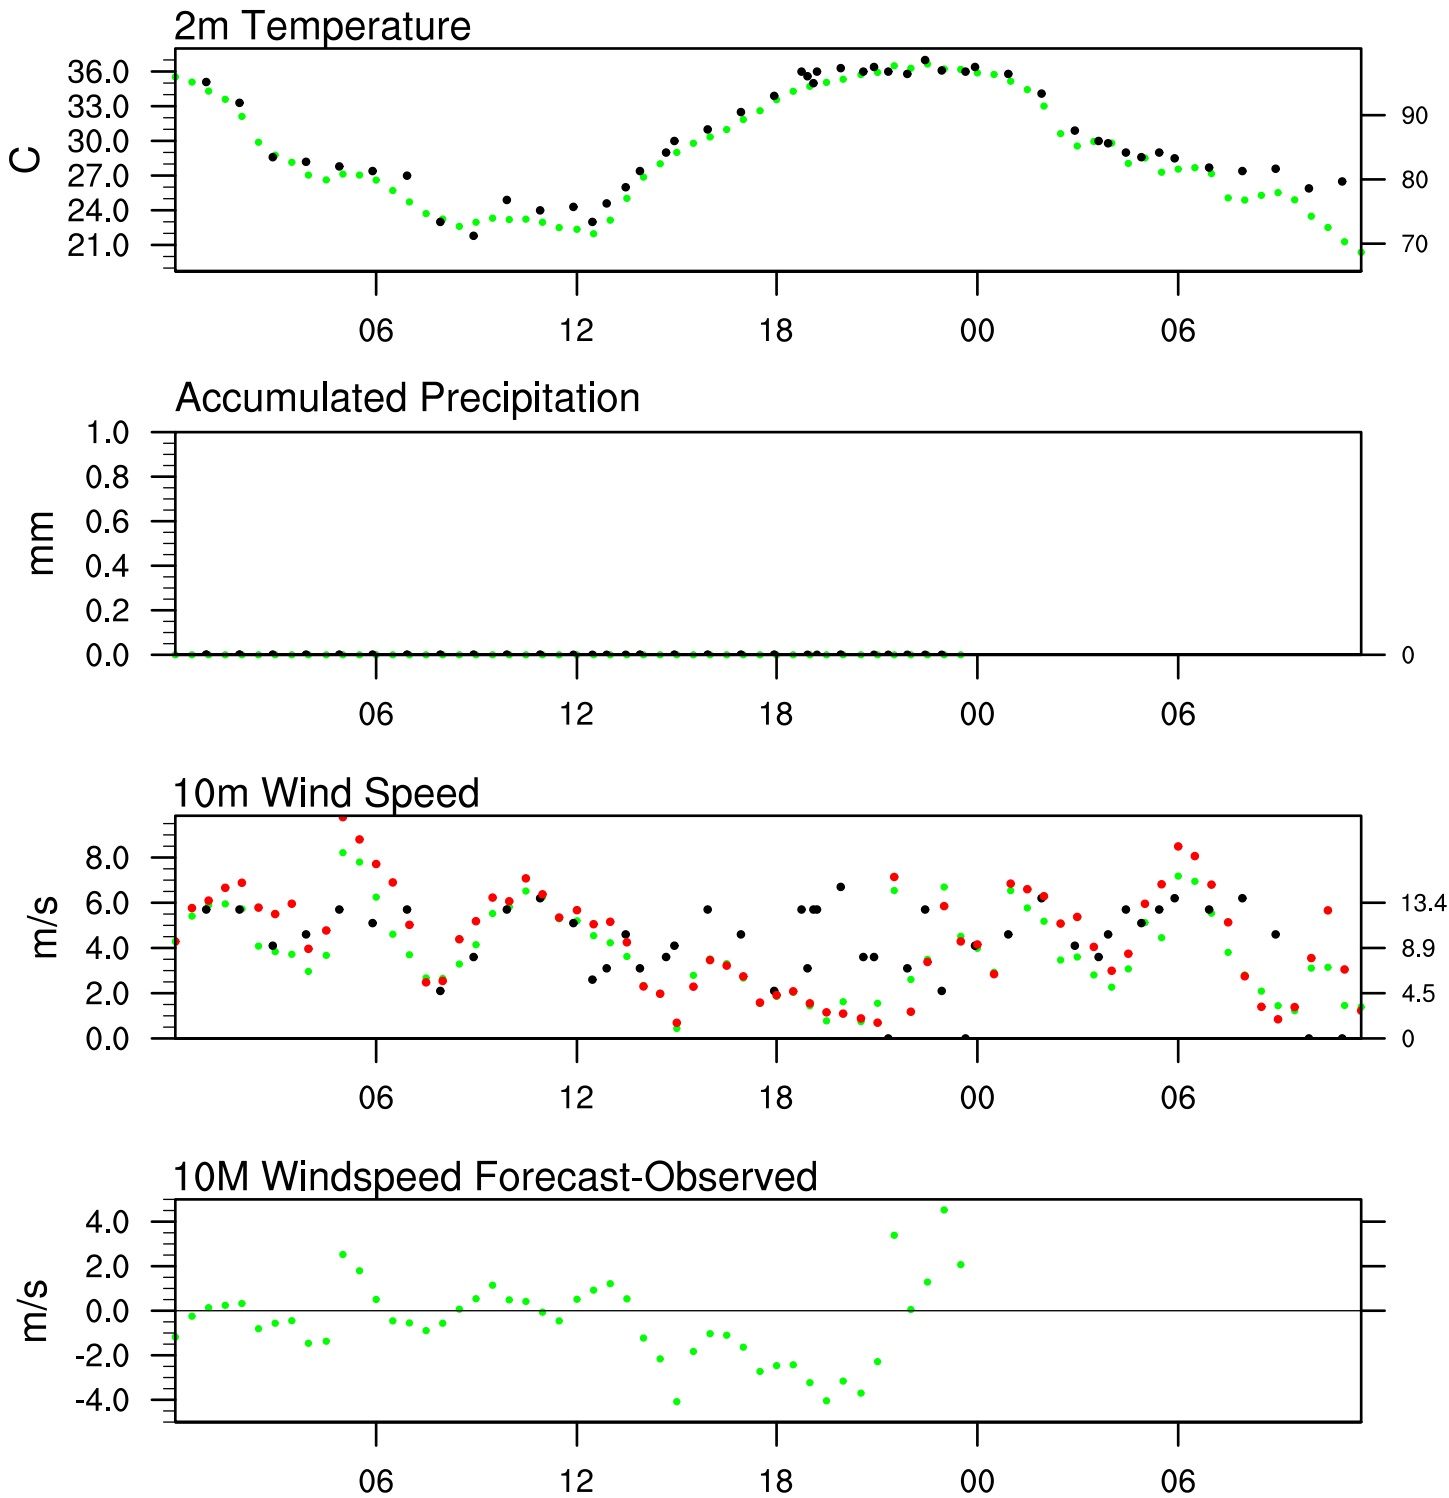 2m Temperature
36.0
33.0
30.0
27.0
24.0
21.0
C
90
80
70
06 12 18 00 06
Accumulated Precipitation
1.0
0.8
0.6
0.4
0.2
0.0
mm
0
06 12 18 00 06
10m Wind Speed
8.0
6.0
4.0
2.0
0.0
m/s
13.4
8.9
4.5
0
06 12 18 00 06
10M Windspeed Forecast-Observed
4.0
2.0
0.0
-2.0
-4.0
m/s
06 12 18 00 06